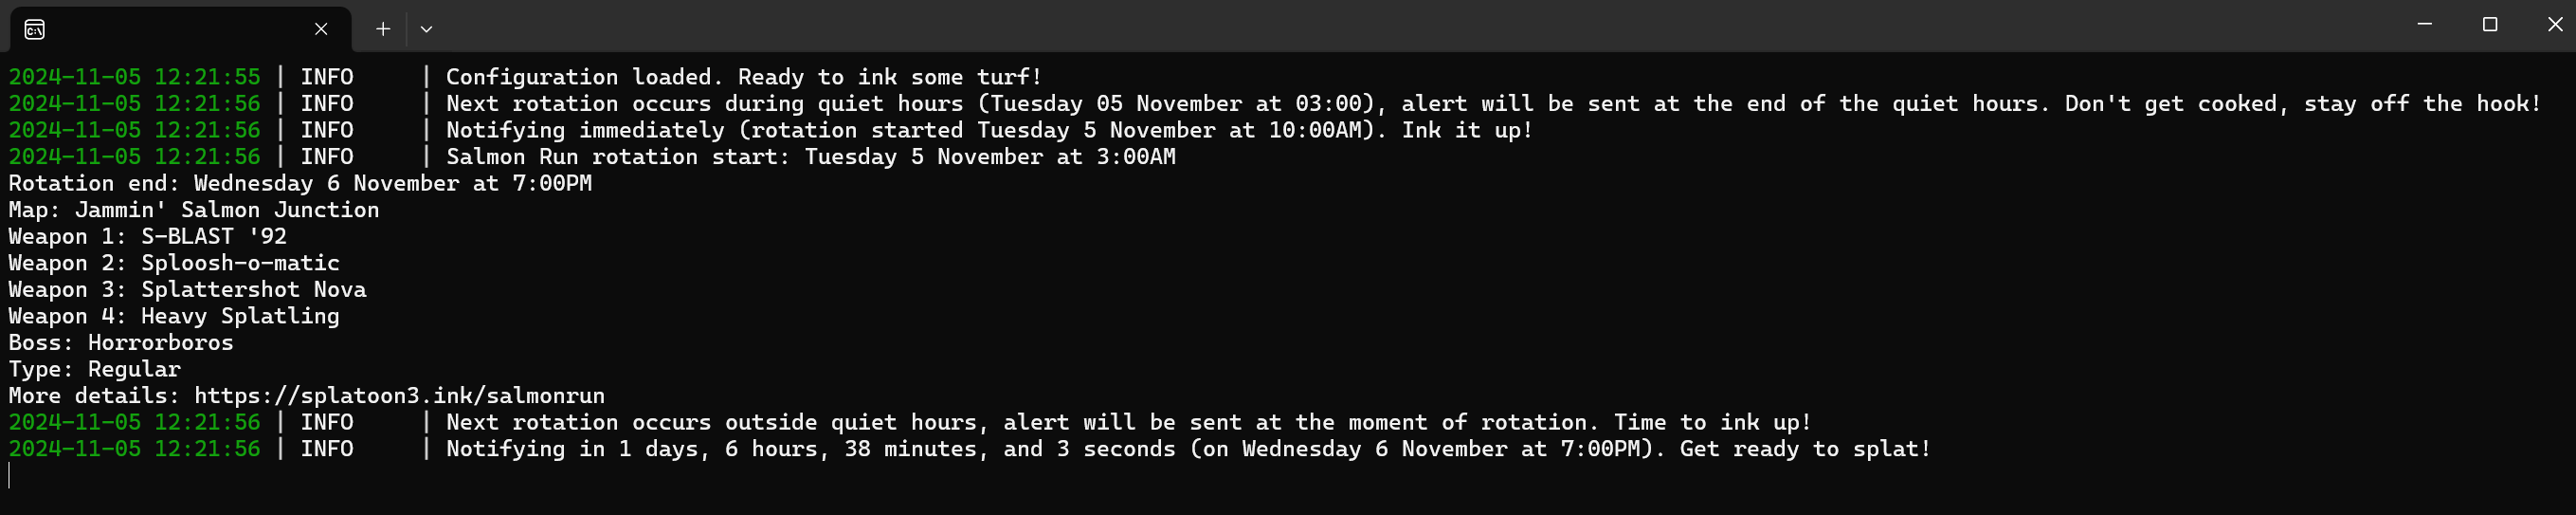 2024-11-05 12:21:55 | INFO     | Configuration loaded. Ready to ink some turf!
2024-11-05 12:21:56 | INFO     | Next rotation occurs during quiet hours (Tuesday 05 November at 03:00), alert will be sent at the end of the quiet hours. Don't get cooked, stay off the hook!
2024-11-05 12:21:56 | INFO     | Notifying immediately (rotation started Tuesday 5 November at 10:00AM). Ink it up!
2024-11-05 12:21:56 | INFO     | Salmon Run rotation start: Tuesday 5 November at 3:00AM
Rotation end: Wednesday 6 November at 7:00PM
Map: Jammin' Salmon Junction
Weapon 1: S-BLAST '92
Weapon 2: Sploosh-o-matic
Weapon 3: Splattershot Nova
Weapon 4: Heavy Splatling
Boss: Horrorboros
Type: Regular
More details: https://splatoon3.ink/salmonrun
2024-11-05 12:21:56 | INFO     | Next rotation occurs outside quiet hours, alert will be sent at the moment of rotation. Time to ink up!
2024-11-05 12:21:56 | INFO     | Notifying in 1 days, 6 hours, 38 minutes, and 3 seconds (on Wednesday 6 November at 7:00PM). Get ready to splat!